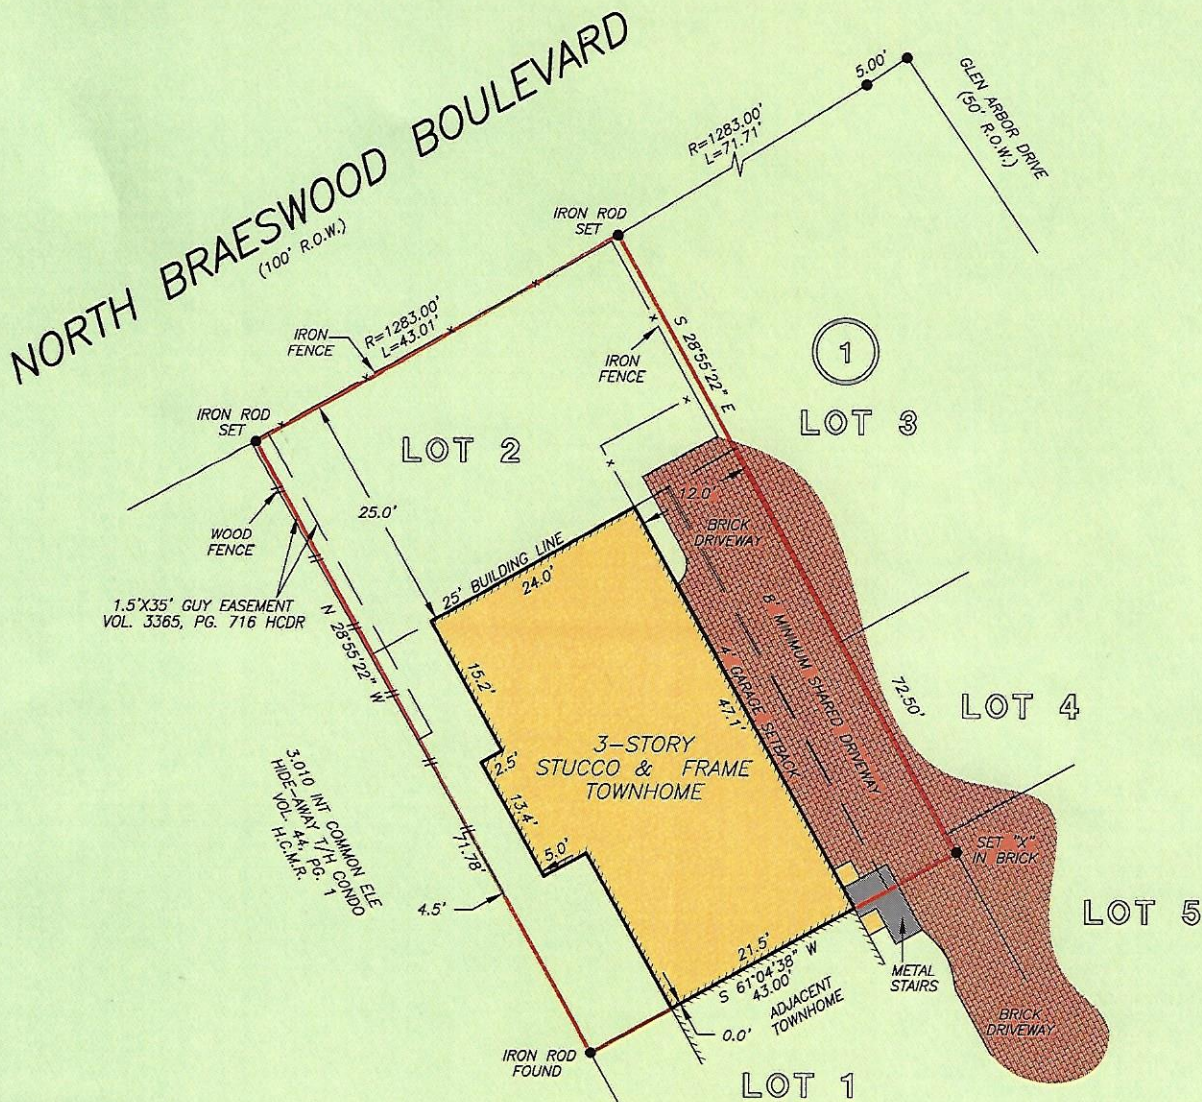 NORTH BRAESWOOD BOULEVARD
(100' R.O.W.)
5.00'
GLEN ARBOR DRIVE
(50' R.O.W.)
R=1283.00'
L=71.71'
IRON ROD
SET
R=1283.00'
L=43.01'
IRON
FENCE
IRON
FENCE
S 28°55'22" E
1
LOT 3
IRON ROD
SET
LOT 2
25.0'
WOOD
FENCE
12.0'
BRICK
DRIVEWAY
25' BUILDING LINE
24.0'
1.5'X35' GUY EASEMENT
VOL. 3365, PG. 716 HCDR
N 28°55'22" W
8' MINIMUM SHARED DRIVEWAY
4' GARAGE SETBACK
47.1'
15.2'
72.50'
LOT 4
3-STORY
STUCCO & FRAME
TOWNHOME
2.5'
13.4'
5.0'
3.010 INT COMMON ELE
HIDE-AWAY T/H CONDO
VOL. 44, PG. 1
H.C.M.R.
71.78'
4.5'
SET "X"
IN BRICK
LOT 5
21.5'
S 61°04'38" W
43.00'
ADJACENT
TOWNHOME
METAL
STAIRS
BRICK
DRIVEWAY
0.0'
IRON ROD
FOUND
LOT 1